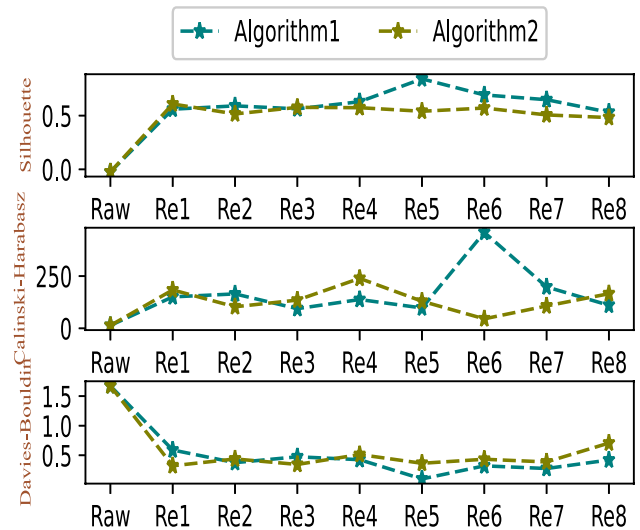 Algorithm1 Algorithm2
Silhouette
0.5
0.0
Raw Re1 Re2 Re3 Re4 Re5 Re6 Re7 Re8
Calinski-Harabasz
250
0
Raw Re1 Re2 Re3 Re4 Re5 Re6 Re7 Re8
Davies-Bouldin
1.5
1.0
0.5
Raw Re1 Re2 Re3 Re4 Re5 Re6 Re7 Re8